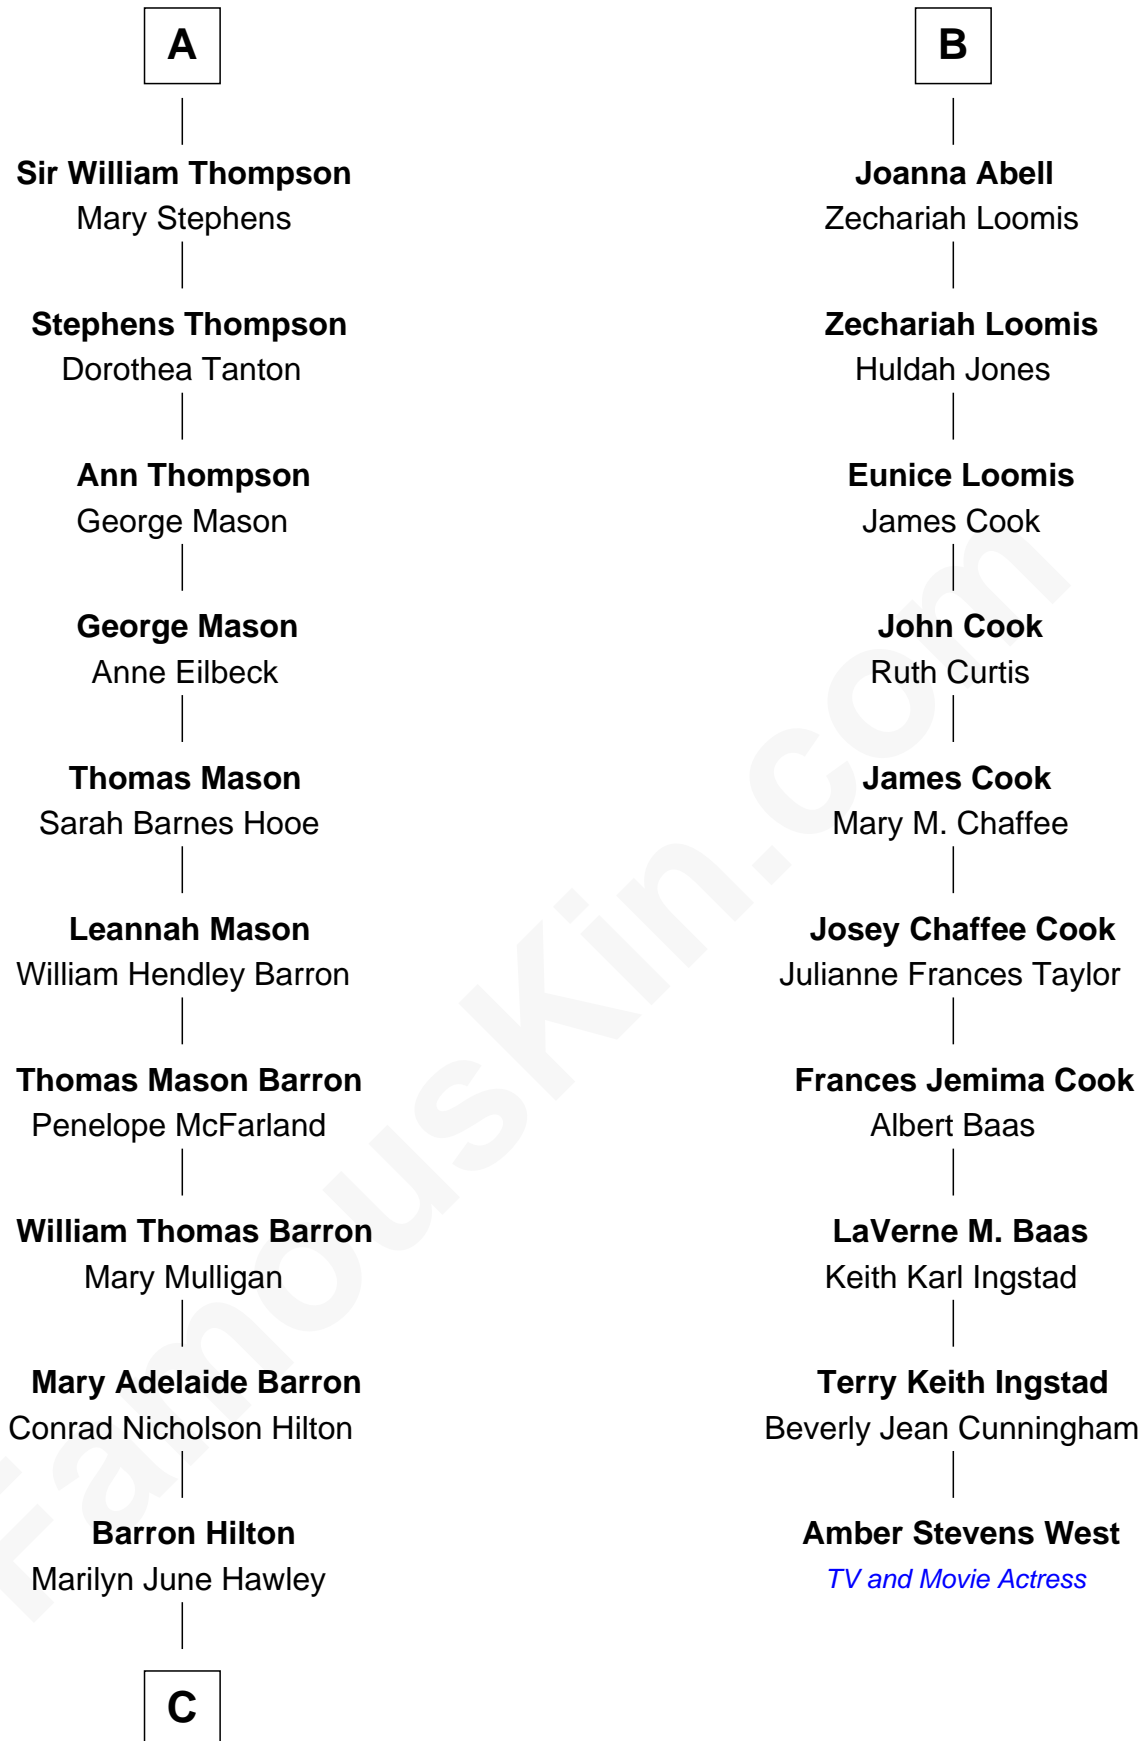 A
Sir William Thompson
Mary Stephens
Stephens Thompson
Dorothea Tanton
Ann Thompson
George Mason
George Mason
Anne Eilbeck
Thomas Mason
Sarah Barnes Hooe
Leannah Mason
William Hendley Barron
Thomas Mason Barron
Penelope McFarland
William Thomas Barron
Mary Mulligan
Mary Adelaide Barron
Conrad Nicholson Hilton
Barron Hilton
Marilyn June Hawley
C
B
Joanna Abell
Zechariah Loomis
Zechariah Loomis
Huldah Jones
Eunice Loomis
James Cook
John Cook
Ruth Curtis
James Cook
Mary M. Chaffee
Josey Chaffee Cook
Julianne Frances Taylor
Frances Jemima Cook
Albert Baas
LaVerne M. Baas
Keith Karl Ingstad
Terry Keith Ingstad
Beverly Jean Cunningham
Amber Stevens West
TV and Movie Actress
FamousKin.com